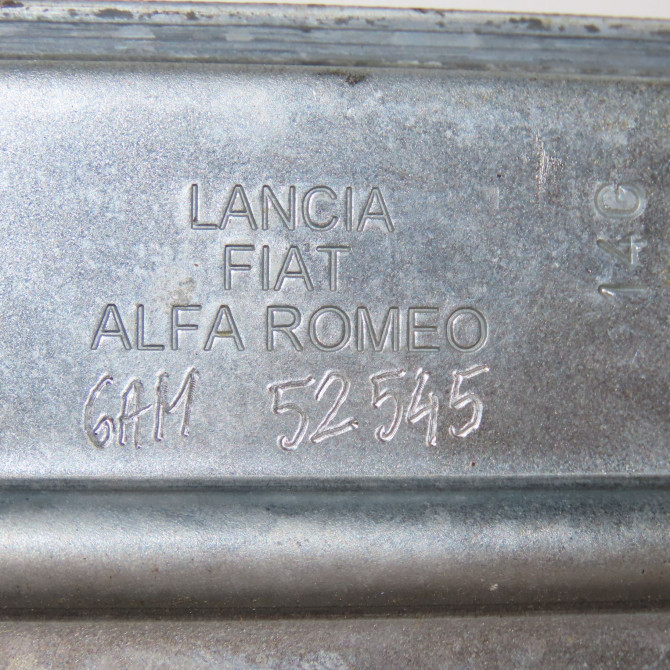 LANCIA
FIAT
ALFA ROMEO
GAM 52545
14G